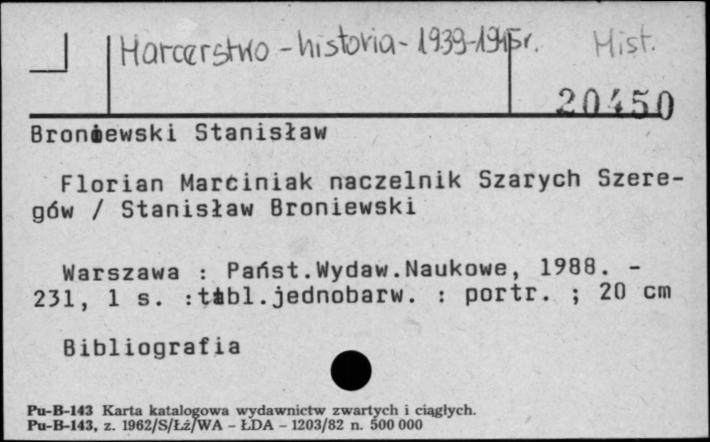 Harcerstwo - historia - 1939-1945r.
Hist.
20450
Broniewski Stanisław
Florian Marciniak naczelnik Szarych Szere-
gów / Stanisław Broniewski
Warszawa : Państ.Wydaw.Naukowe, 1988. -
231, 1 s. :tabl.jednobarw. : portr. ; 20 cm
Bibliografia
Pu-B-143 Karta katalogowa wydawnictw zwartych i ciągłych.
Pu-B-143, z. 1962/S/Łż/WA - ŁDA - 1203/82 n. 500 000